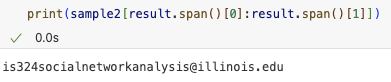 print(sample2[result.span()[0]:result.span()[1]])
0.0s
is324socialnetworkanalysis@illinois.edu